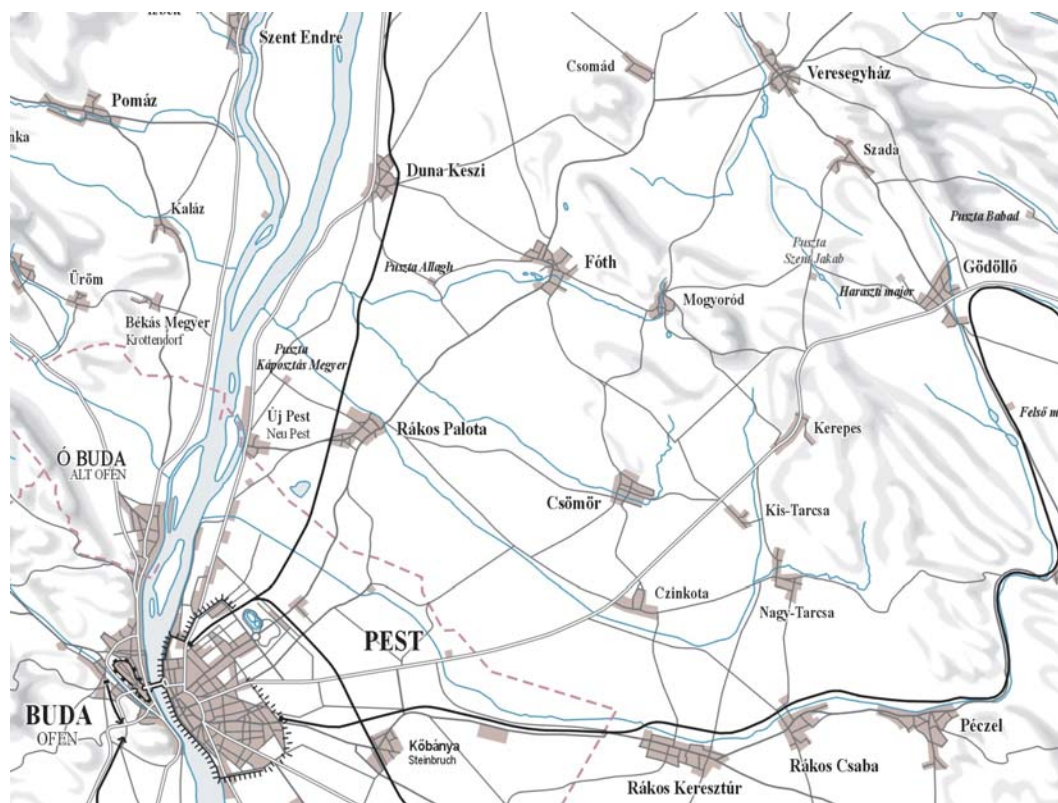 Szent Endre
Csomád
Veresegyház
Pomáz
Szada
Duna Keszi
Kaláz
Puszta Babad
Puszta
Szent Jakab
Fóth
Gödöllő
Puszta Allagh
Üröm
Haraszti major
Mogyoród
Békás Megyer
Krottendorf
Puszta
Káposztás Megyer
Felső m
Új Pest
Neu Pest
Rákos Palota
Kerepes
Ó BUDA
ALT OFEN
Csömör
Kis-Tarcsa
Czinkota
Nagy-Tarcsa
PEST
BUDA
OFEN
Péczel
Kőbánya
Steinbruch
Rákos Csaba
Rákos Keresztúr